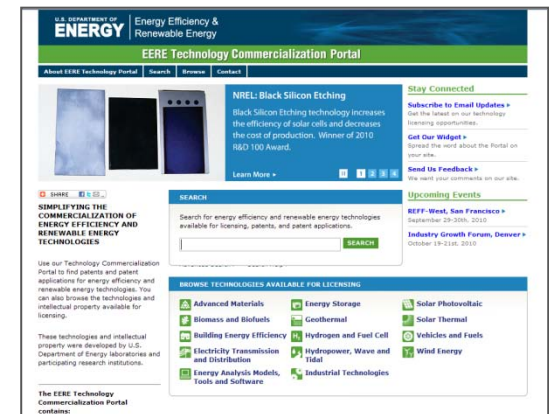 U.S. DEPARTMENT OF
ENERGY
Energy Efficiency &
Renewable Energy
EERE Technology Commercialization Portal
About EERE Technology Portal Search Browse Contact
NREL: Black Silicon Etching
Black Silicon Etching technology increases
the efficiency of solar cells and decreases
the cost of production. Winner of 2010
R&D 100 Award.
Learn More ▸
1 2 3 4
Stay Connected
Subscribe to Email Updates ▸
Get the latest on our technology
licensing opportunities.
Get Our Widget ▸
Spread the word about the Portal on
your site.
Send Us Feedback ▸
We want your comments on our site.
Upcoming Events
REFF-West, San Francisco ▸
September 29-30th, 2010
Industry Growth Forum, Denver ▸
October 19-21st, 2010
SHARE
SIMPLIFYING THE
COMMERCIALIZATION OF
ENERGY EFFICIENCY AND
RENEWABLE ENERGY
TECHNOLOGIES
Use our Technology Commercialization
Portal to find patents and patent
applications for energy efficiency and
renewable energy technologies. You
can also browse the technologies and
intellectual property available for
licensing.
These technologies and intellectual
property were developed by U.S.
Department of Energy laboratories and
participating research institutions.
The EERE Technology
Commercialization Portal
contains:
SEARCH
Search for energy efficiency and renewable energy technologies
available for licensing, patents, and patent applications.
SEARCH
BROWSE TECHNOLOGIES AVAILABLE FOR LICENSING
Advanced Materials
Biomass and Biofuels
Building Energy Efficiency
Electricity Transmission
and Distribution
Energy Analysis Models,
Tools and Software
Energy Storage
Geothermal
H₂ Hydrogen and Fuel Cell
Hydropower, Wave and
Tidal
Industrial Technologies
Solar Photovoltaic
Solar Thermal
Vehicles and Fuels
Wind Energy